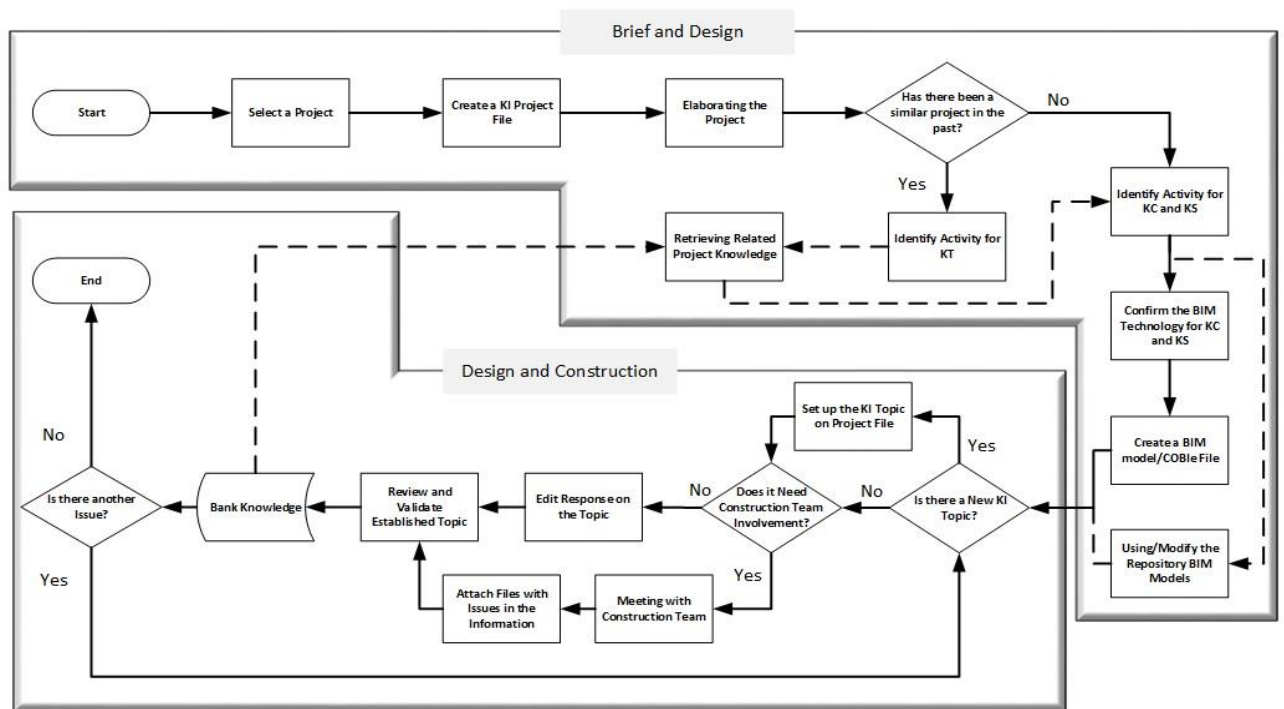 Brief and Design
Start
Select a Project
Create a KI Project
File
Elaborating the
Project
Has there been a
similar project in the
past?
No
Yes
Identify Activity for
KC and KS
Retrieving Related
Project Knowledge
Identify Activity for
KT
End
Confirm the BIM
Technology for KC
and KS
Design and Construction
Set up the KI Topic
on Project File
Yes
Create a BIM
model/COBIe File
No
Is there another
Issue?
Yes
Bank Knowledge
Review and
Validate
Established Topic
Edit Response on
the Topic
No
Does it Need
Construction Team
Involvement?
Yes
No
Is there a New KI
Topic?
Using/Modify the
Repository BIM
Models
Attach Files with
Issues in the
Information
Meeting with
Construction Team